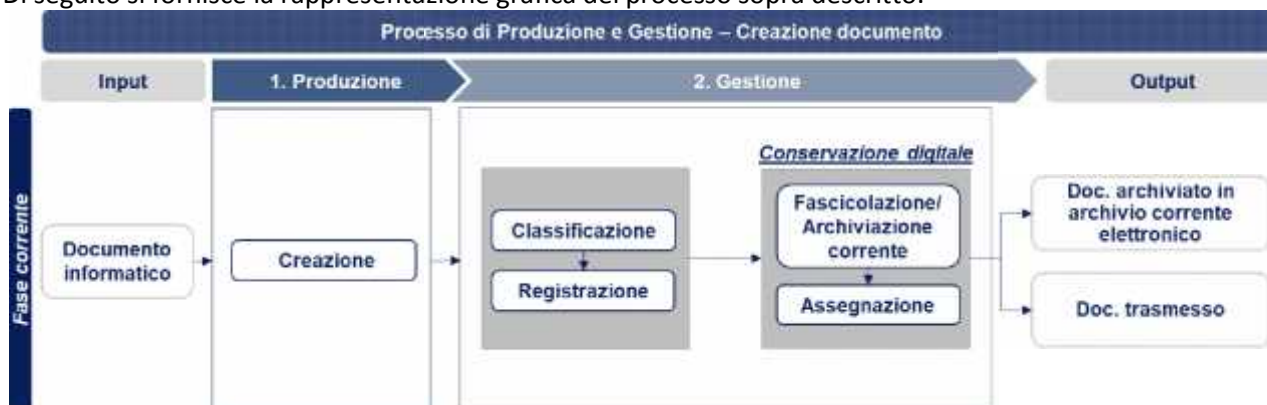 Di seguito si fornisce la rappresentazione grafica del processo sopra descritto.
Processo di Produzione e Gestione – Creazione documento
Input
1. Produzione
2. Gestione
Output
Fase corrente
Documento
informatico
Creazione
Classificazione
Registrazione
Conservazione digitale
Fascicolazione/
Archiviazione
corrente
Assegnazione
Doc. archiviato in
archivio corrente
elettronico
Doc. trasmesso